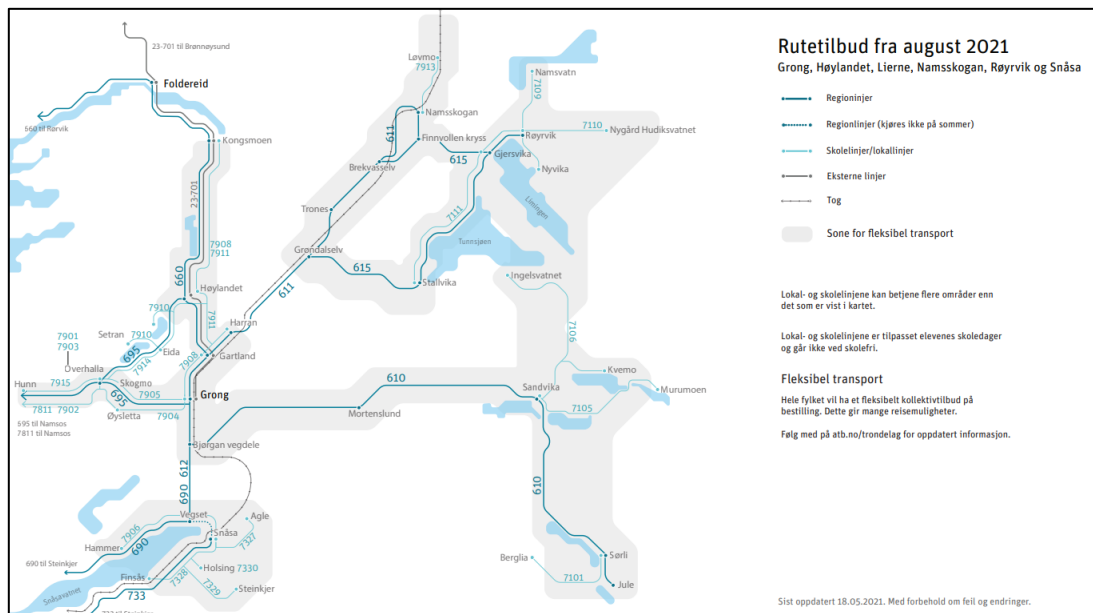 Rutetilbud fra august 2021
Grong, Høylandet, Lierne, Namsskogan, Røyrvik og Snåsa
Regioninjer
Regionlinjer (kjøres ikke på sommer)
Skolelinjer/lokallinjer
Eksterne linjer
Tog
Sone for fleksibel transport
Lokal- og skolelinjene kan betjene flere områder enn
det som er vist i kartet.
Lokal- og skolelinjene er tilpasset elevenes skoledager
og går ikke ved skolefri.
Fleksibel transport
Hele fylket vil ha et fleksibelt kollektivtilbud på
bestilling. Dette gir mange reisemuligheter.
Følg med på atb.no/trondelag for oppdatert informasjon.
Sist oppdatert 18.05.2021. Med forbehold om feil og endringer.
23-701 til Brønnøysund
Foldereid
660 til Rørvik
Kongsmoen
23-701
7908
7911
660
Høylandet
7910
7911
Setran
7910
7901
7903
695
Eida
7914
7908
Harran
Gartland
Overhalla
Hunn
7915
Skogmo
7905
Grong
695
7811
7902
Øysletta
7904
695 til Namsos
7811 til Namsos
Bjørgan vegdele
612
690
Vegset
Agle
7906
Snåsa
7327
Hammer
690
690 til Steinkjer
Finsås
Holsing
7330
7328
7329
Steinkjer
Snåsavatnet
733
Løvmo
7913
Namsskogan
611
Finnvollen kryss
Brekvasselv
615
Gjersvika
Røyrvik
Namsvatn
7109
7110
Nygård Hudiksvatnet
Nyvika
Limingen
Trones
7111
Tunnsjøen
Grøndalselv
615
Stallvika
611
Ingelsvatnet
7106
610
Mortenslund
Sandvika
Kvemo
Murumoen
7105
610
Berglia
7101
Sørli
Jule